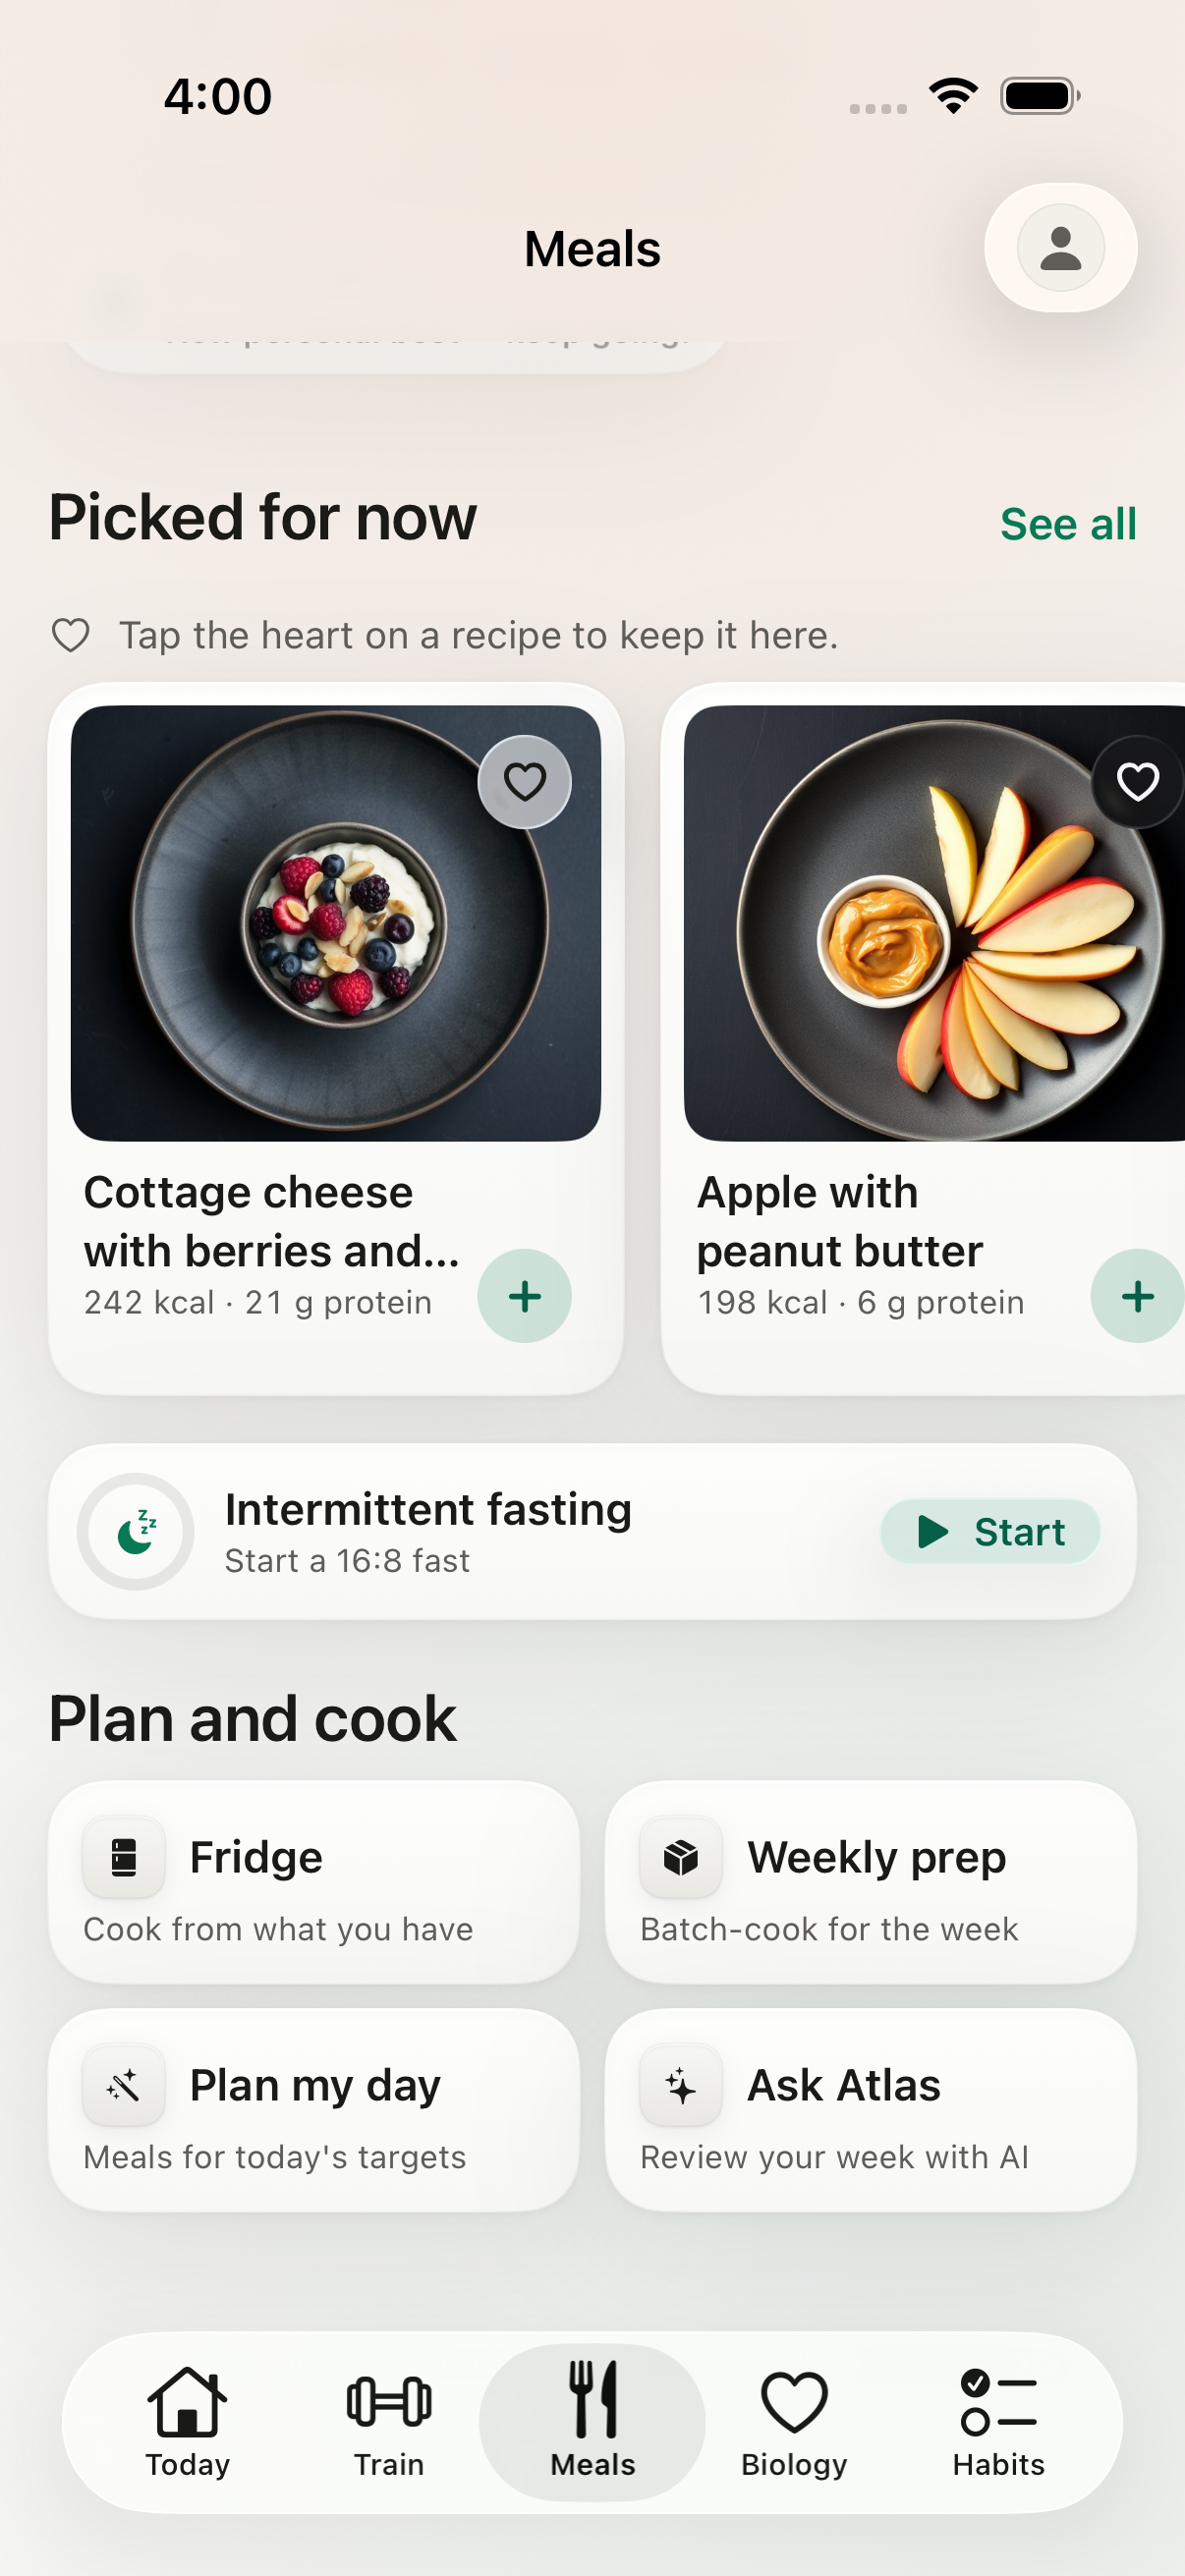 4:00
Meals
Picked for now
See all
Tap the heart on a recipe to keep it here.
Cottage cheese
with berries and...
242 kcal · 21 g protein
Apple with
peanut butter
198 kcal · 6 g protein
Intermittent fasting
Start a 16:8 fast
Start
Plan and cook
Fridge
Cook from what you have
Weekly prep
Batch-cook for the week
Plan my day
Meals for today's targets
Ask Atlas
Review your week with AI
Today
Train
Meals
Biology
Habits